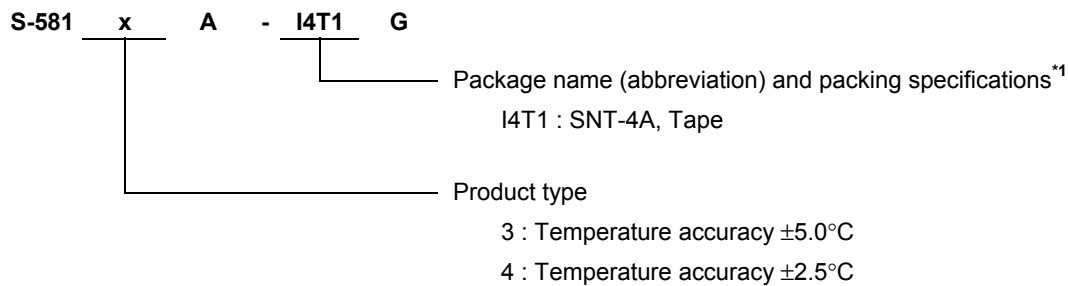 S-581 x A - I4T1 G
Package name (abbreviation) and packing specifications*1
I4T1 : SNT-4A, Tape
Product type
3 : Temperature accuracy ±5.0°C
4 : Temperature accuracy ±2.5°C